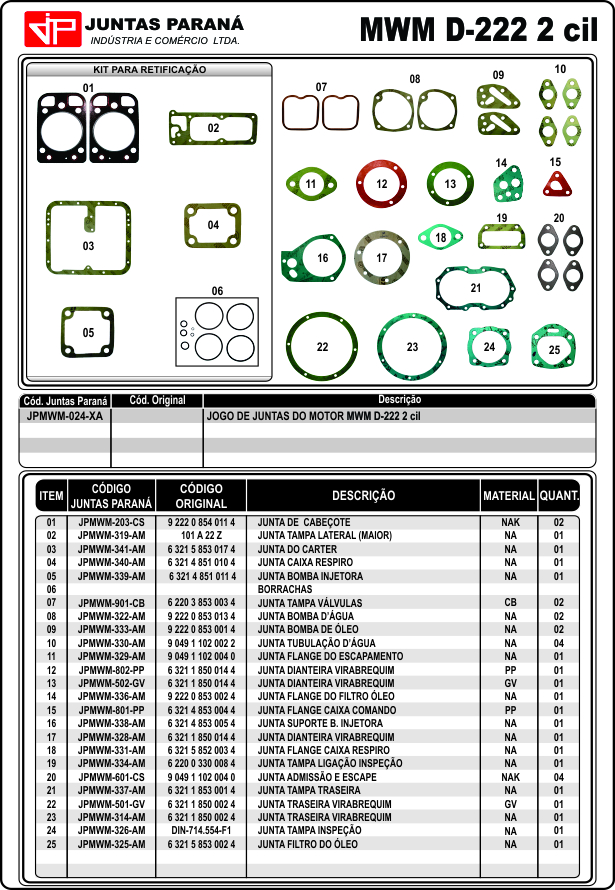 JP JUNTAS PARANÁ
INDÚSTRIA E COMÉRCIO LTDA.
MWM D-222 2 cil
KIT PARA RETIFICAÇÃO
01
02
03
04
05
06
07
08
09
10
11
12
13
14
15
16
17
18
19
20
21
22
23
24
25
Cód. Juntas Paraná Cód. Original Descrição
JPMWM-024-XA JOGO DE JUNTAS DO MOTOR MWM D-222 2 cil
ITEM CÓDIGO JUNTAS PARANÁ CÓDIGO ORIGINAL DESCRIÇÃO MATERIAL QUANT.
01 JPMWM-203-CS 9 222 0 854 011 4 JUNTA DE CABEÇOTE NAK 02
02 JPMWM-319-AM 101 A 22 Z JUNTA TAMPA LATERAL (MAIOR) NA 01
03 JPMWM-341-AM 6 321 5 853 017 4 JUNTA DO CARTER NA 01
04 JPMWM-340-AM 6 321 4 851 010 4 JUNTA CAIXA RESPIRO NA 01
05 JPMWM-339-AM 6 321 4 851 011 4 JUNTA BOMBA INJETORA NA 01
06 BORRACHAS
07 JPMWM-901-CB 6 220 3 853 003 4 JUNTA TAMPA VÁLVULAS CB 02
08 JPMWM-322-AM 9 222 0 853 013 4 JUNTA BOMBA D'ÁGUA NA 02
09 JPMWM-333-AM 9 222 0 853 001 4 JUNTA BOMBA DE ÓLEO NA 02
10 JPMWM-330-AM 9 049 1 102 002 2 JUNTA TUBULAÇÃO D'ÁGUA NA 04
11 JPMWM-329-AM 9 049 1 102 004 0 JUNTA FLANGE DO ESCAPAMENTO NA 01
12 JPMWM-802-PP 6 321 1 850 014 4 JUNTA DIANTEIRA VIRABREQUIM PP 01
13 JPMWM-502-GV 6 321 1 850 014 4 JUNTA DIANTEIRA VIRABREQUIM GV 01
14 JPMWM-336-AM 9 222 0 853 002 4 JUNTA FLANGE DO FILTRO ÓLEO NA 01
15 JPMWM-801-PP 6 321 4 853 004 4 JUNTA FLANGE CAIXA COMANDO PP 01
16 JPMWM-338-AM 6 321 4 853 005 4 JUNTA SUPORTE B. INJETORA NA 01
17 JPMWM-328-AM 6 321 1 850 014 4 JUNTA DIANTEIRA VIRABREQUIM NA 01
18 JPMWM-331-AM 6 321 5 852 003 4 JUNTA FLANGE CAIXA RESPIRO NA 01
19 JPMWM-334-AM 6 220 0 330 008 4 JUNTA TAMPA LIGAÇÃO INSPEÇÃO NA 01
20 JPMWM-601-CS 9 049 1 102 004 0 JUNTA ADMISSÃO E ESCAPE NAK 04
21 JPMWM-337-AM 6 321 1 853 001 4 JUNTA TAMPA TRASEIRA NA 01
22 JPMWM-501-GV 6 321 1 850 002 4 JUNTA TRASEIRA VIRABREQUIM GV 01
23 JPMWM-314-AM 6 321 1 850 002 4 JUNTA TRASEIRA VIRABREQUIM NA 01
24 JPMWM-326-AM DIN-714.554-F1 JUNTA TAMPA INSPEÇÃO NA 01
25 JPMWM-325-AM 6 321 5 853 002 4 JUNTA FILTRO DO ÓLEO NA 01